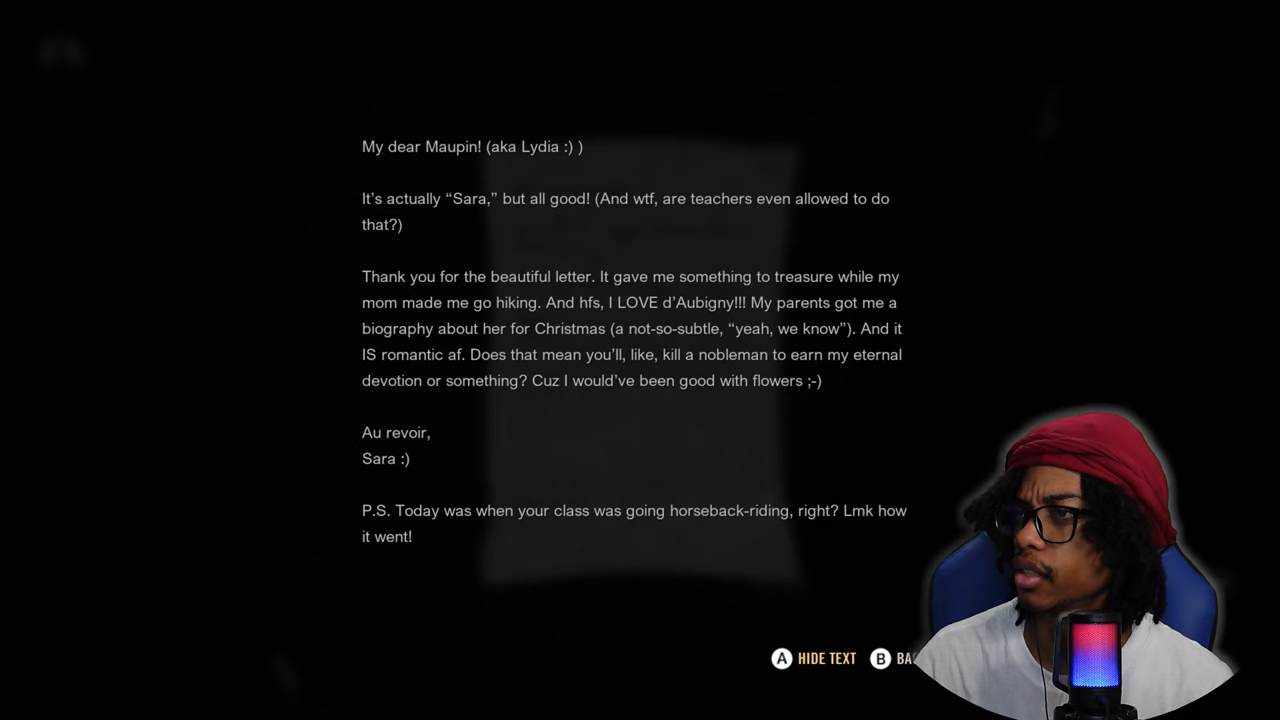 My dear Maupin! (aka Lydia :) )
It's actually “Sara,” but all good! (And wtf, are teachers even allowed to do
that?)
Thank you for the beautiful letter. It gave me something to treasure while my
mom made me go hiking. And hfs, I LOVE d’Aubigny!!! My parents got me a
biography about her for Christmas (a not-so-subtle, “yeah, we know”). And it
IS romantic af. Does that mean you’ll, like, kill a nobleman to earn my eternal
devotion or something? Cuz I would’ve been good with flowers ;-)
Au revoir,
Sara :)
P.S. Today was when your class was going horseback-riding, right? Lmk how
it went!
A HIDE TEXT B